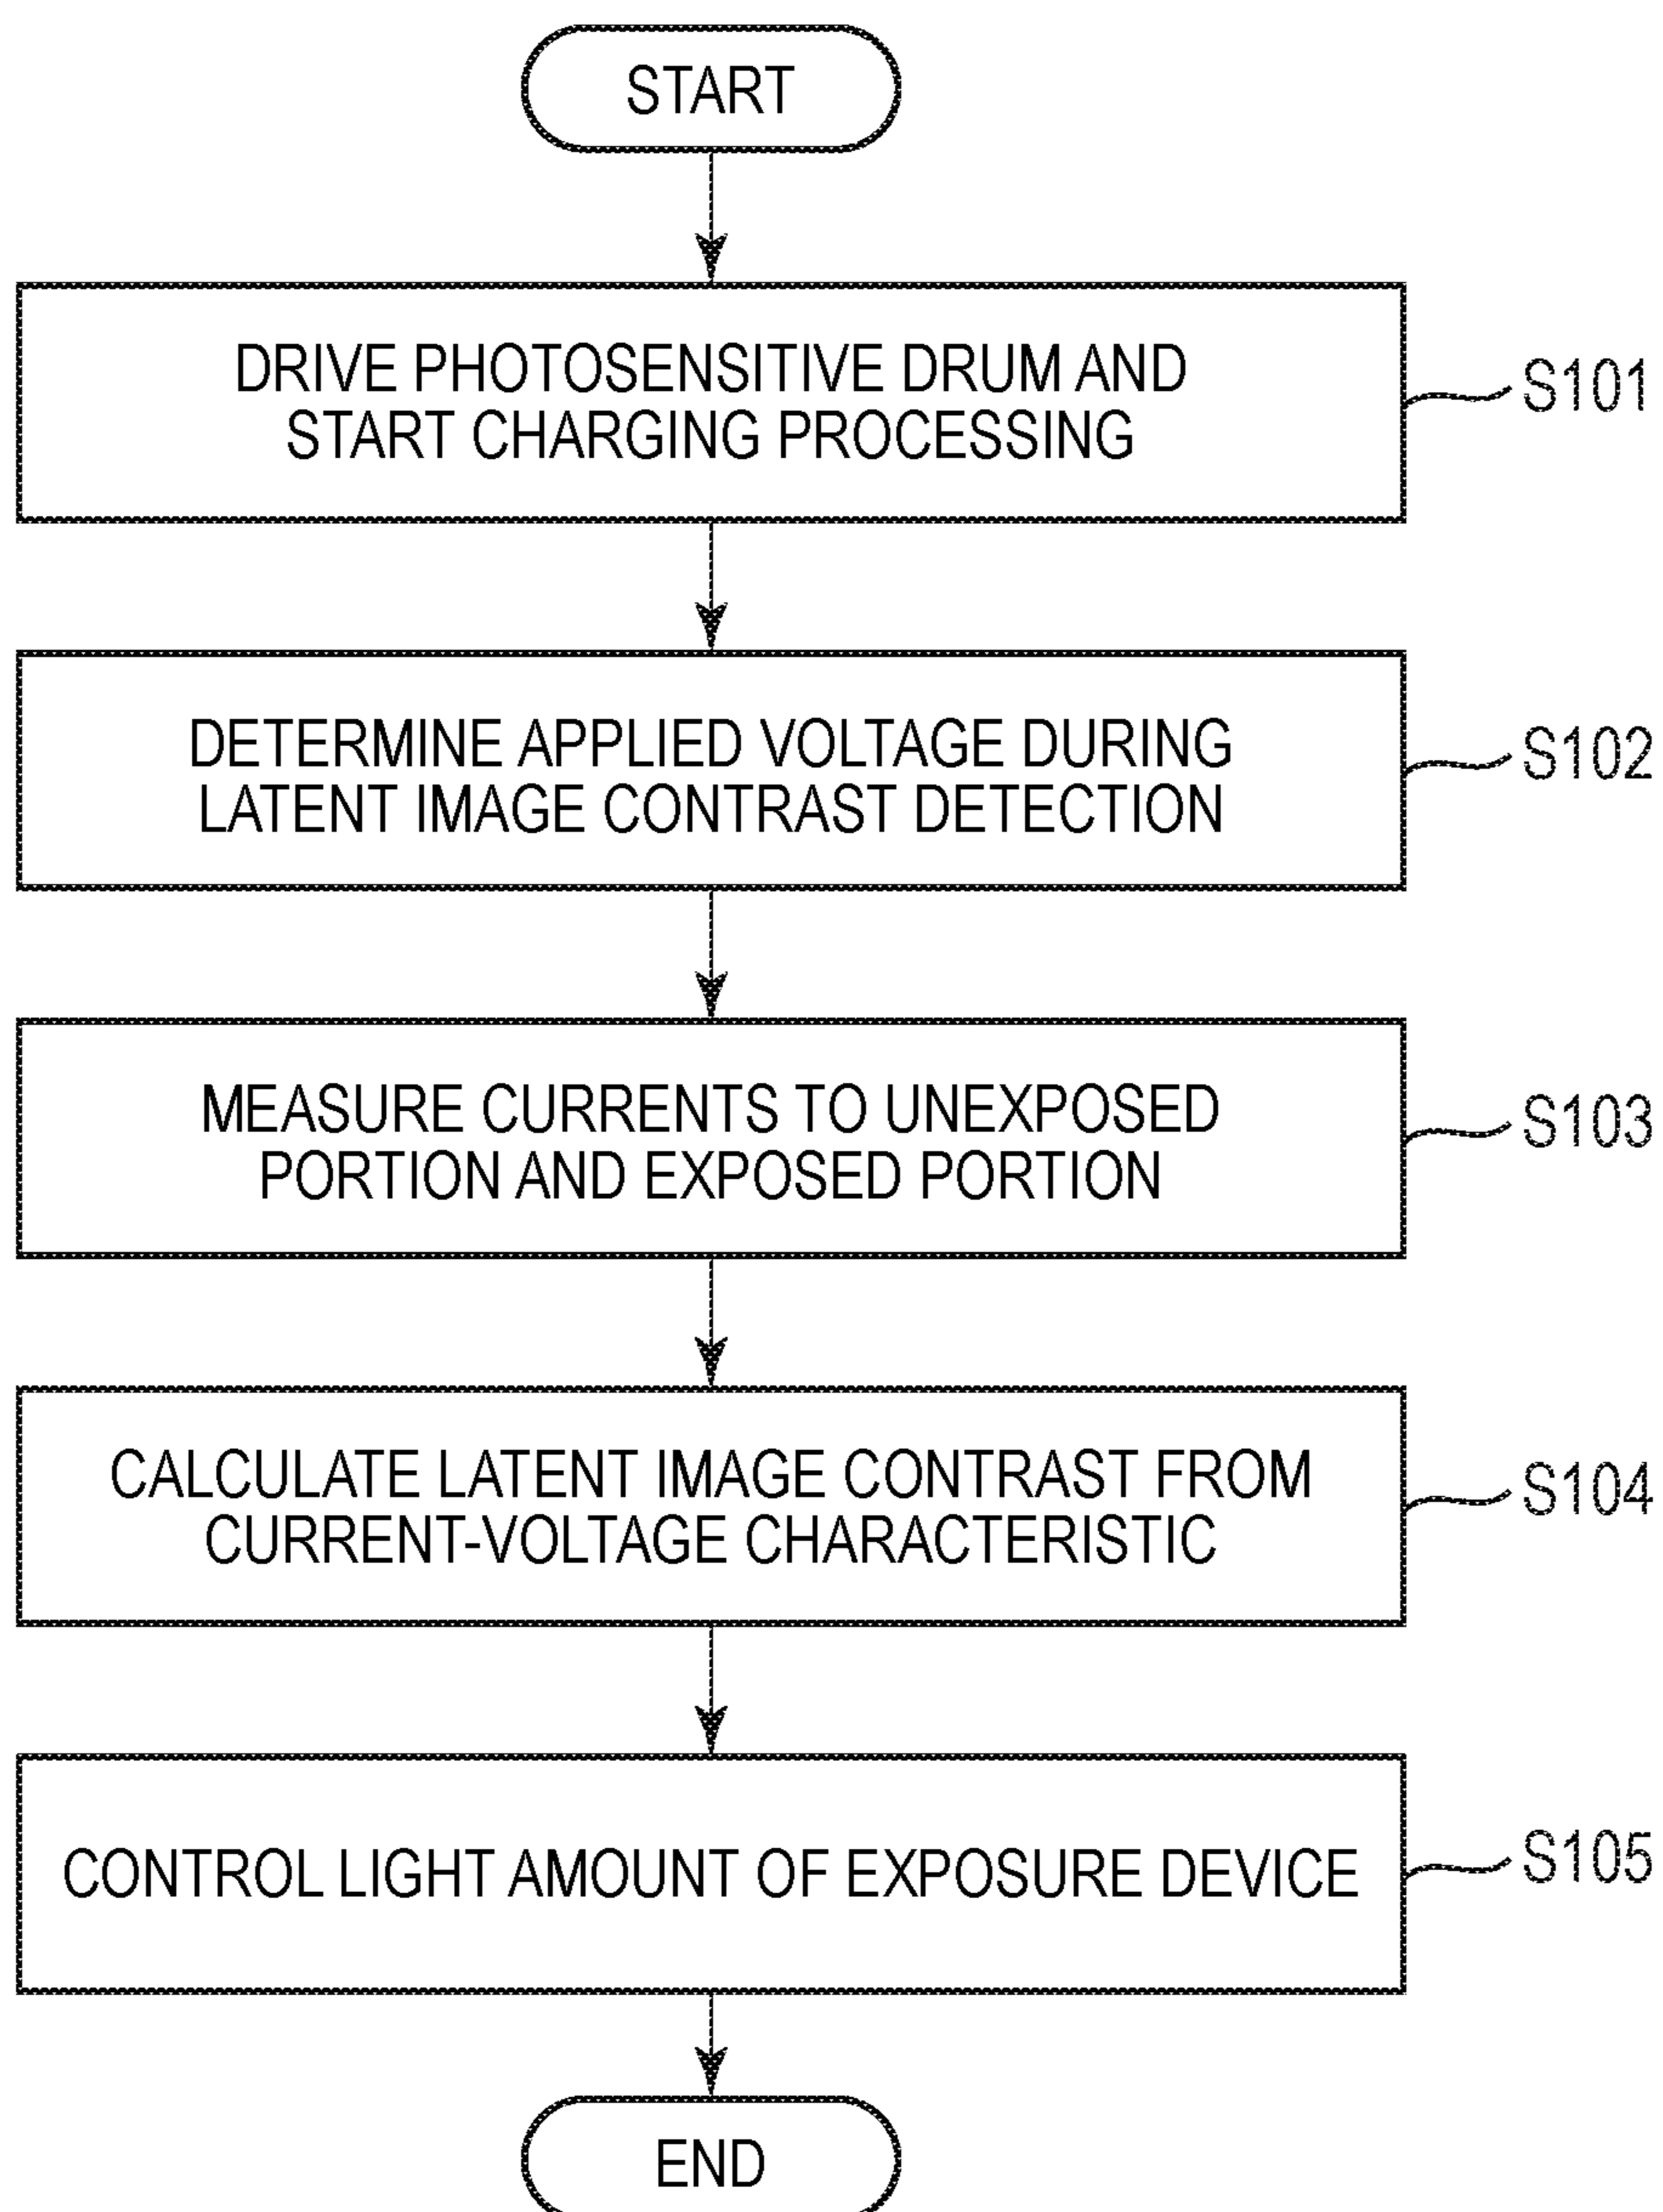 START
DRIVE PHOTOSENSITIVE DRUM AND
START CHARGING PROCESSING
S101
DETERMINE APPLIED VOLTAGE DURING
LATENT IMAGE CONTRAST DETECTION
S102
MEASURE CURRENTS TO UNEXPOSED
PORTION AND EXPOSED PORTION
S103
CALCULATE LATENT IMAGE CONTRAST FROM
CURRENT-VOLTAGE CHARACTERISTIC
S104
CONTROL LIGHT AMOUNT OF EXPOSURE DEVICE
S105
END